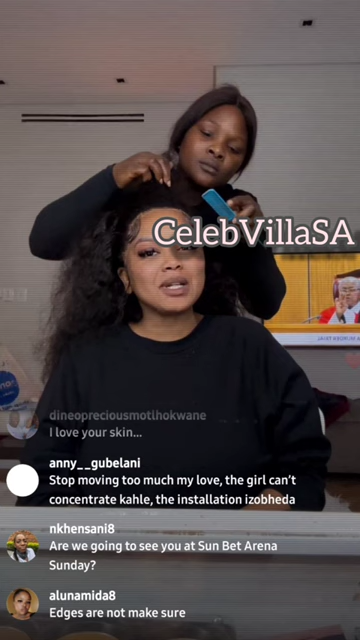 CelebVillaSA
dineopreciousmotlhokwane
I love your skin...
anny__gubelani
Stop moving too much my love, the girl can't
concentrate kahle, the installation izobheda
nkhensani8
Are we going to see you at Sun Bet Arena
Sunday?
alunamida8
Edges are not make sure